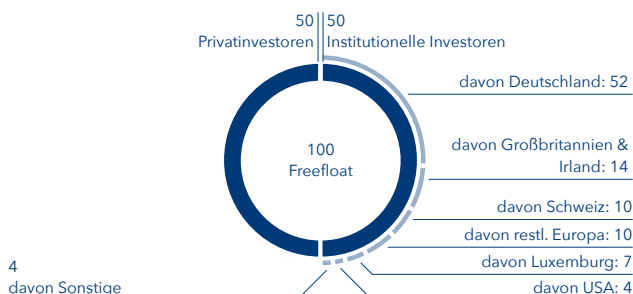 50 50
Privatinvestoren Institutionelle Investoren
davon Deutschland: 52
davon Großbritannien &
Irland: 14
100
Freefloat
davon Schweiz: 10
davon restl. Europa: 10
davon Luxemburg: 7
davon USA: 4
4
davon Sonstige